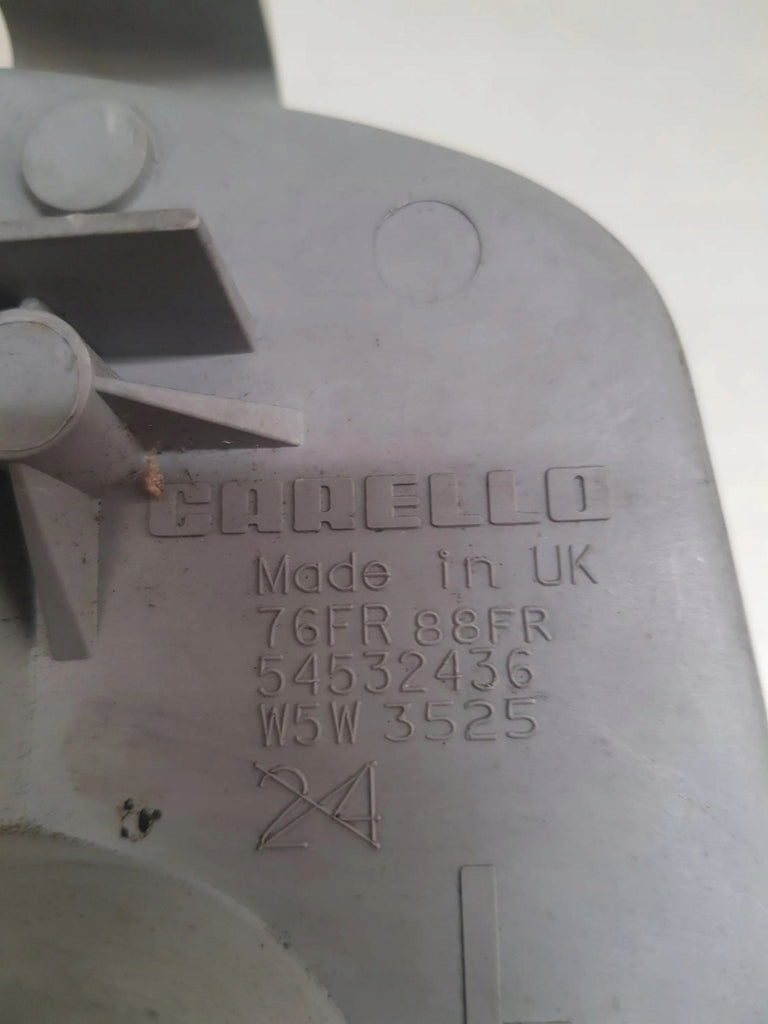 CARELLO
Made in UK
76FR 88FR
54532436
W5W 3525
24